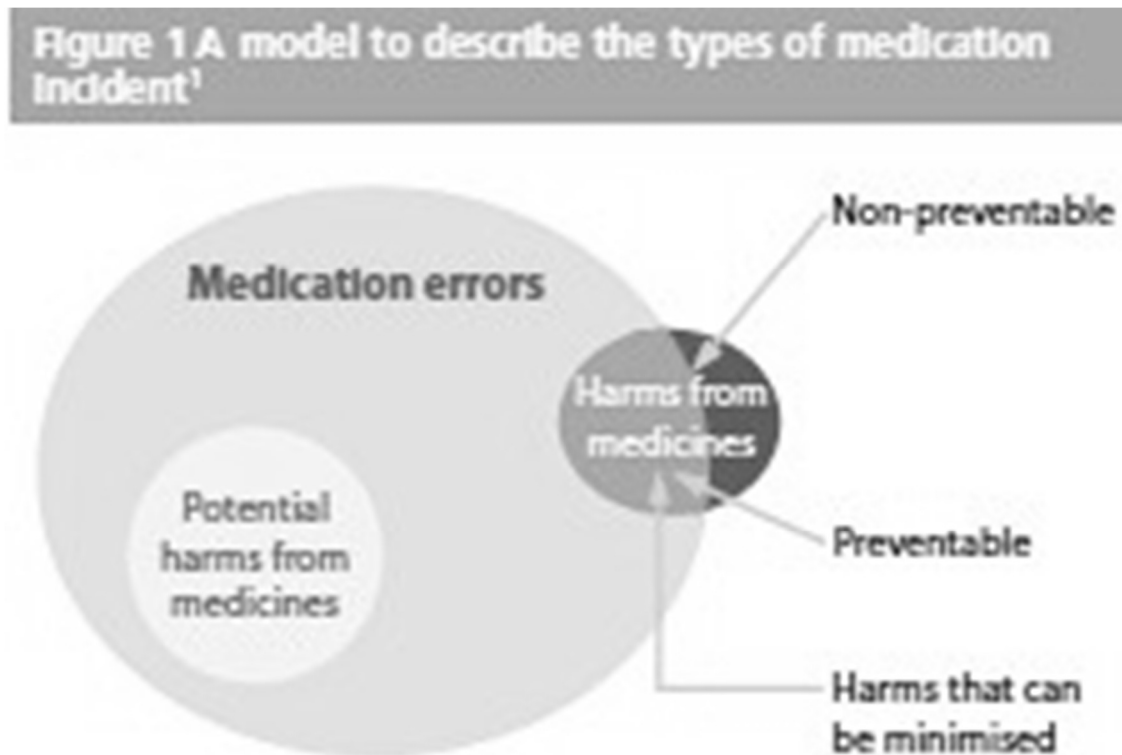 Figure 1 A model to describe the types of medication
incident¹
Non-preventable
Medication errors
Harms from
medicines
Potential
harms from
medicines
Preventable
Harms that can
be minimised